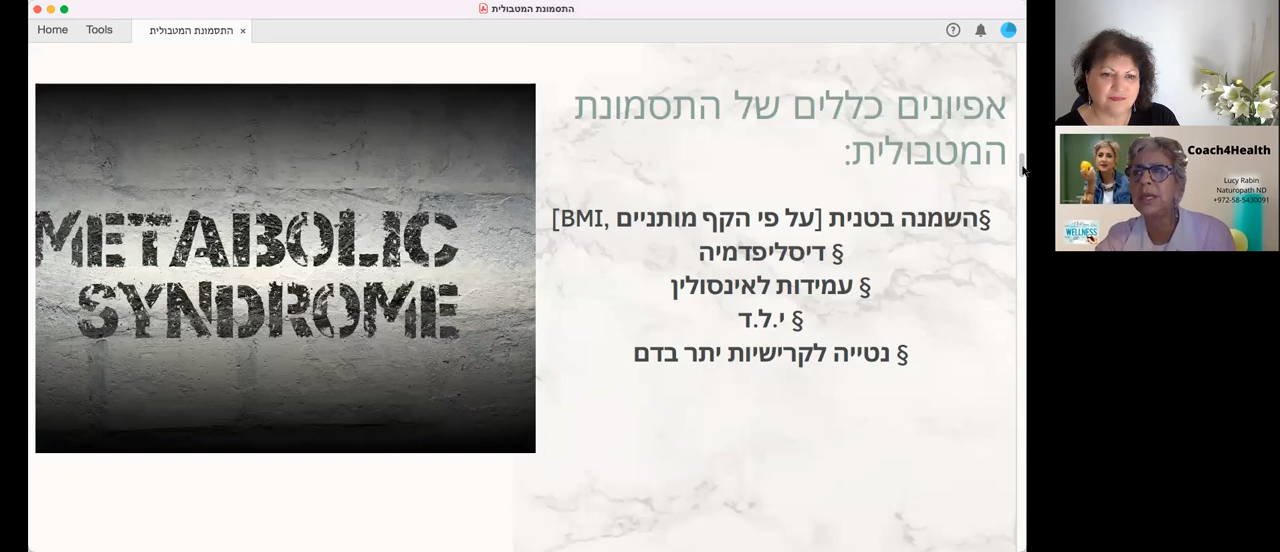 התסמונת המטבולית
Home Tools התסמונת המטבולית ×
METABOLIC
SYNDROME
אפיונים כללים של התסמונת
המטבולית:
§השמנה בטנית [על פי הקף מותניים ,BMI]
§ דיסליפדמיה
§ עמידות לאינסולין
§ י.ל.ד
§ נטייה לקרישיות יתר בדם
Coach4Health
Lucy Rabin
Naturopath ND
+972-58-5430091
WELLNESS